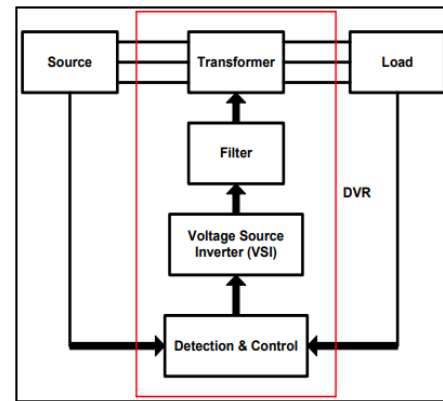 Source
Transformer
Load
Filter
DVR
Voltage Source
Inverter (VSI)
Detection & Control